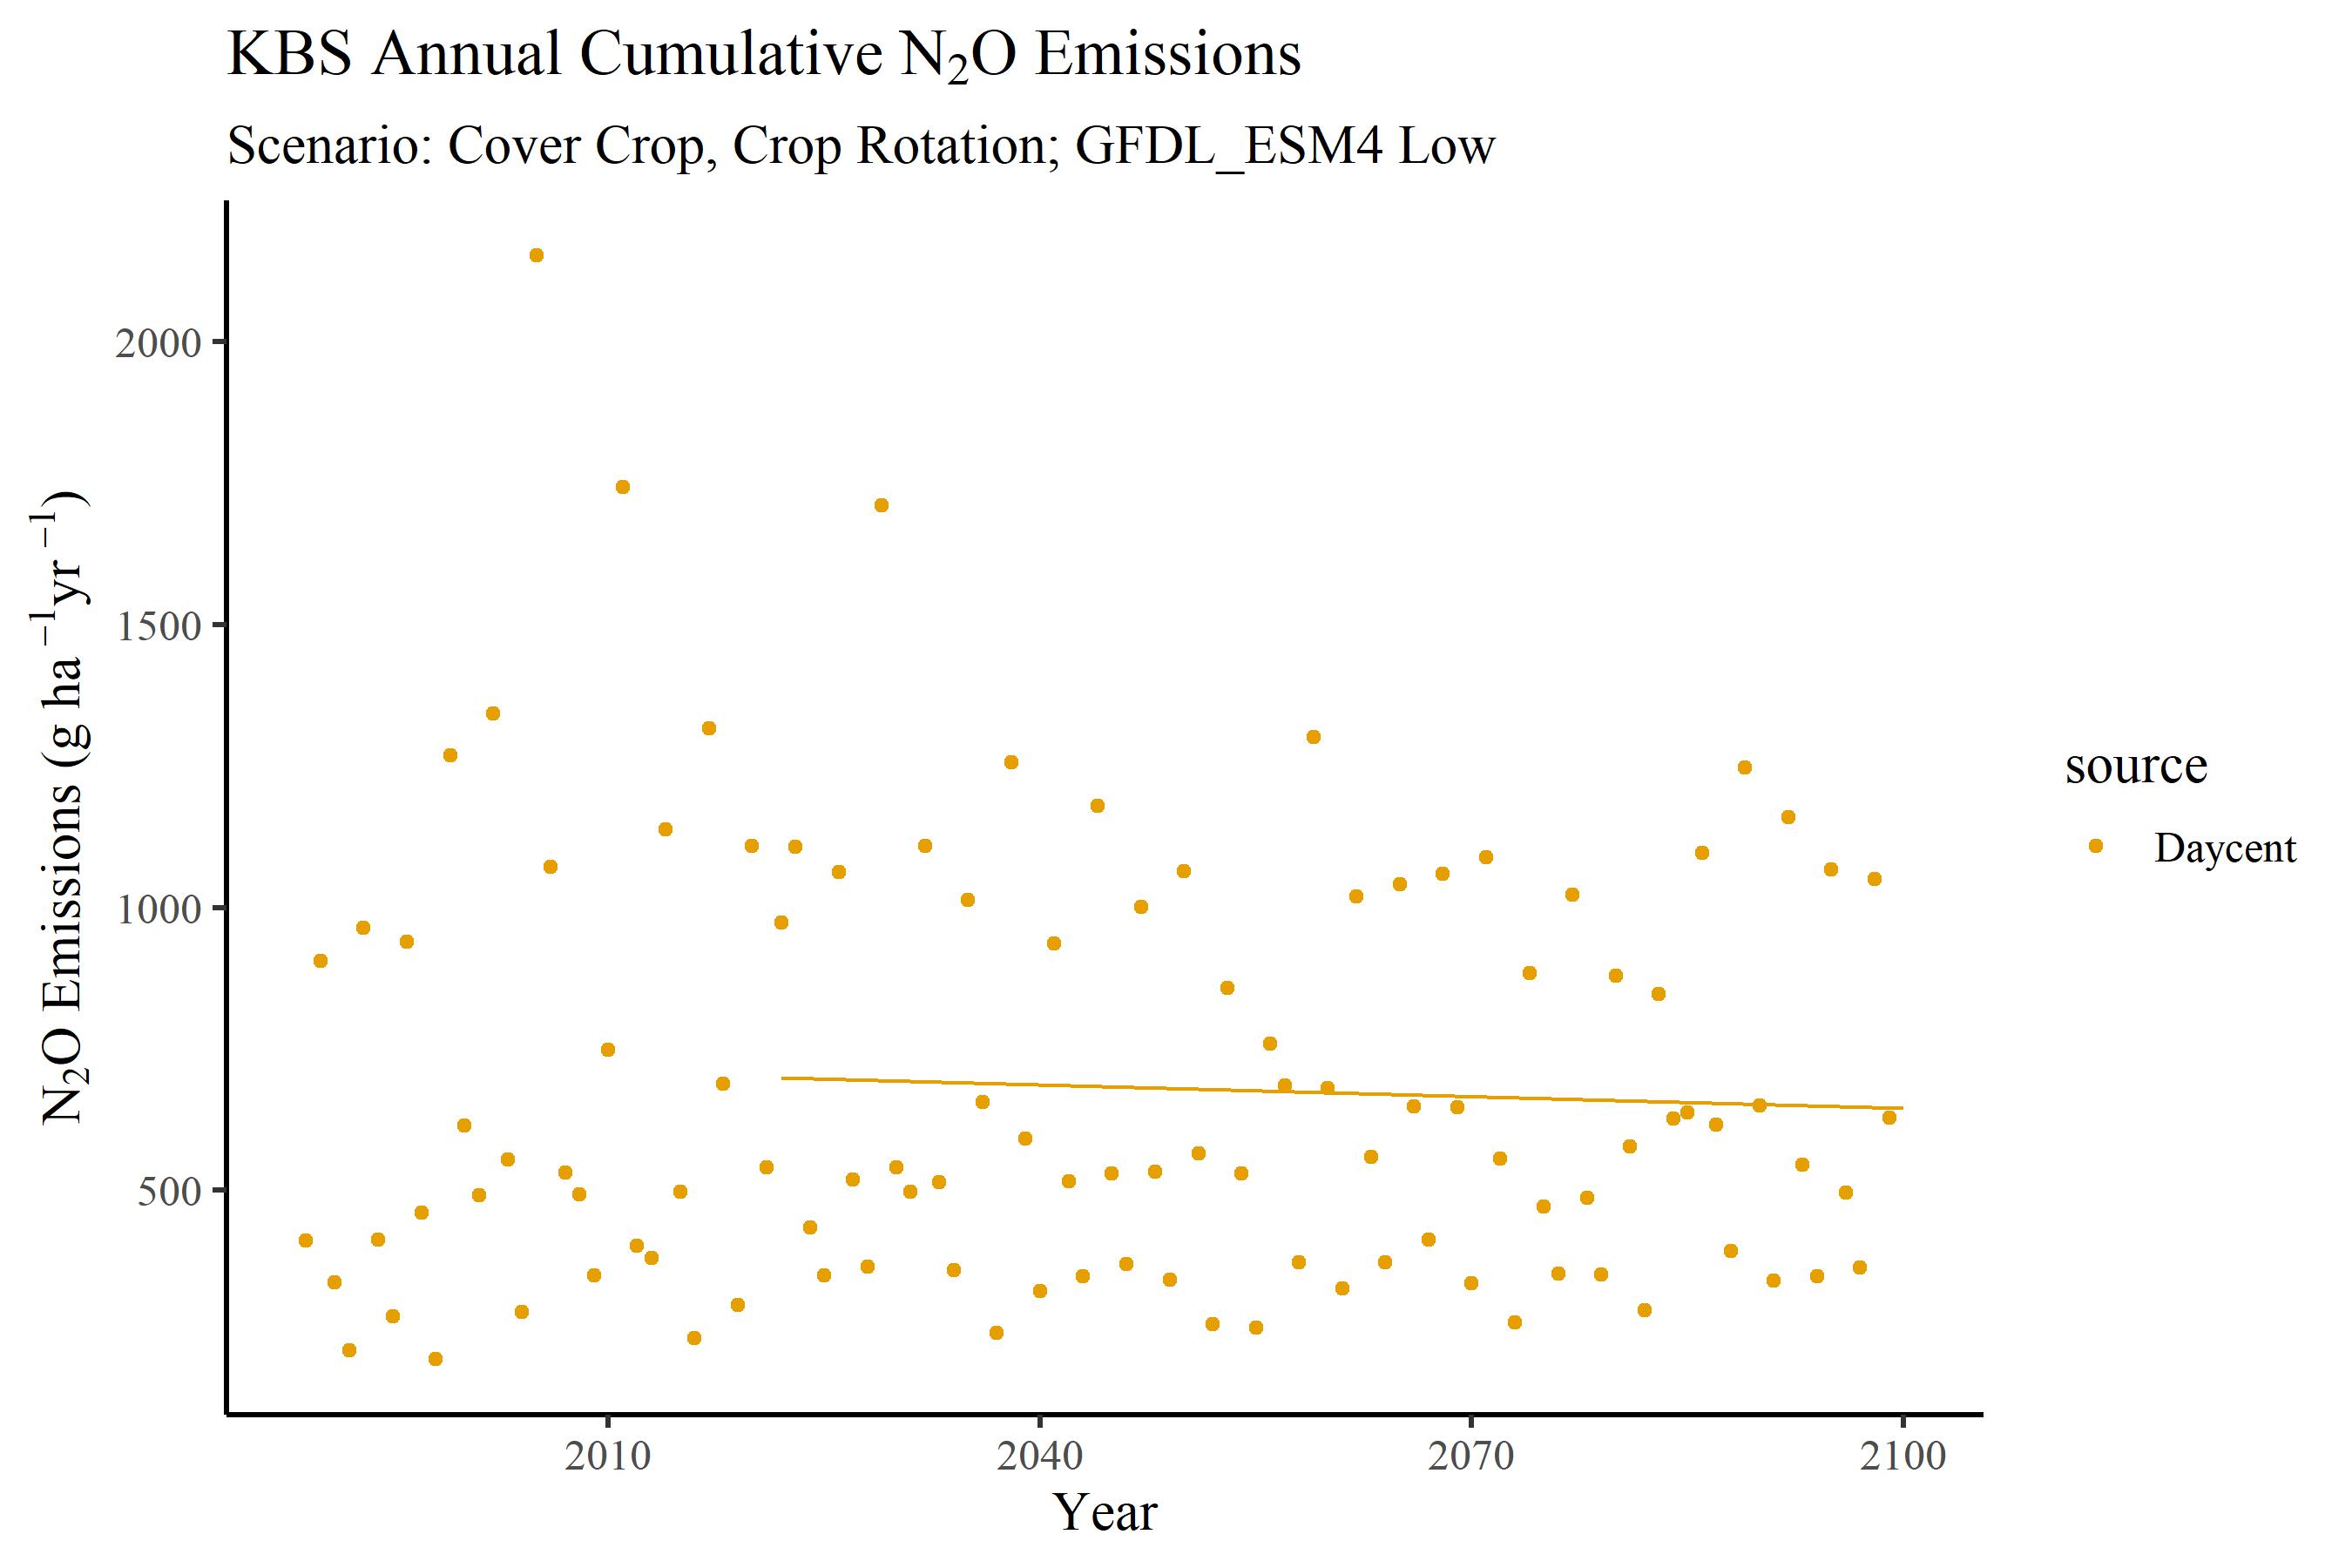 KBS Annual Cumulative N₂O Emissions
Scenario: Cover Crop, Crop Rotation; GFDL_ESM4 Low
N₂O Emissions (g ha ⁻¹yr ⁻¹)
2000
1500
1000
500
2010 2040 2070 2100
Year
source
Daycent